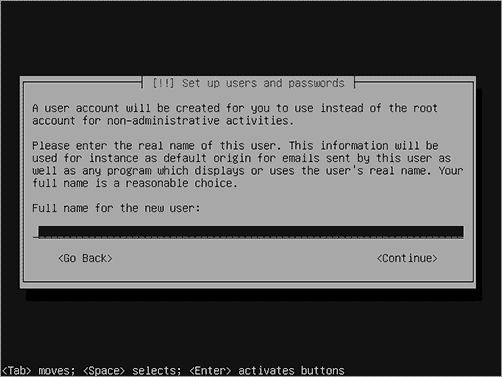 [!!] Set up users and passwords
A user account will be created for you to use instead of the root
account for non-administrative activities.
Please enter the real name of this user. This information will be
used for instance as default origin for emails sent by this user as
well as any program which displays or uses the user's real name. Your
full name is a reasonable choice.
Full name for the new user:
<Go Back> <Continue>
<Tab> moves; <Space> selects; <Enter> activates buttons